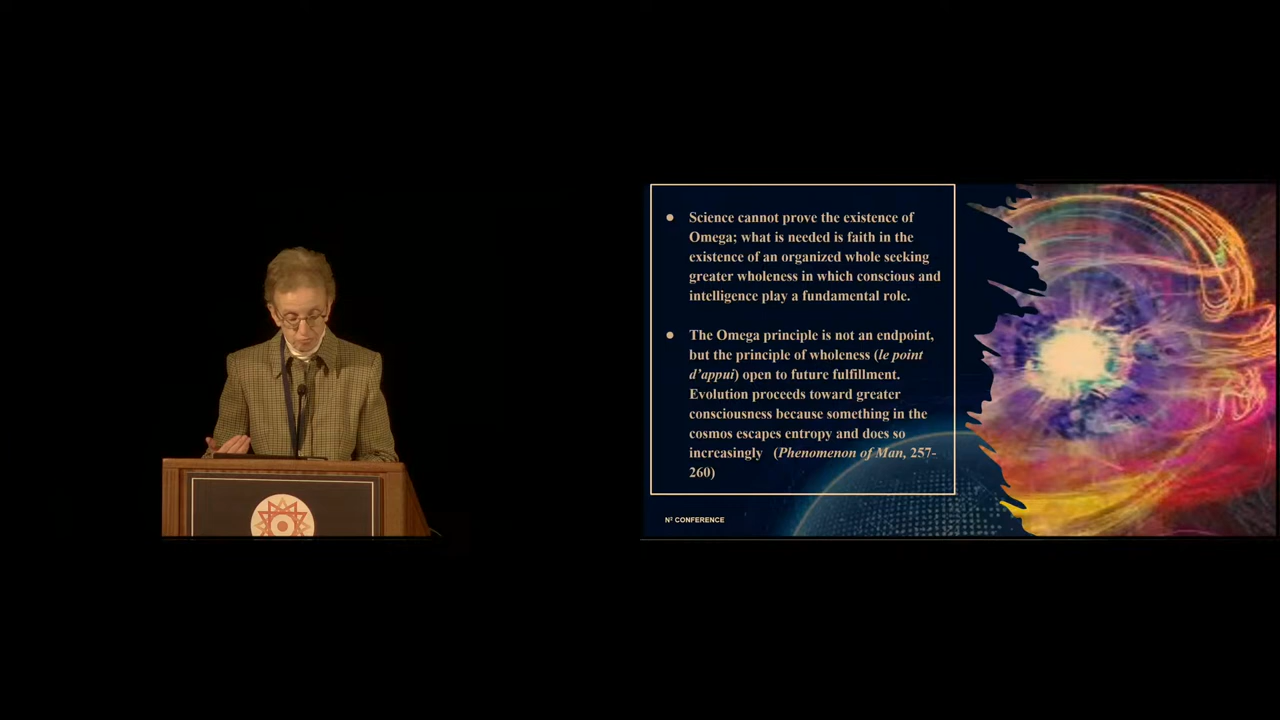 ● Science cannot prove the existence of
Omega; what is needed is faith in the
existence of an organized whole seeking
greater wholeness in which conscious and
intelligence play a fundamental role.
● The Omega principle is not an endpoint,
but the principle of wholeness (le point
d’appui) open to future fulfillment.
Evolution proceeds toward greater
consciousness because something in the
cosmos escapes entropy and does so
increasingly (Phenomenon of Man, 257-
260)
N² CONFERENCE